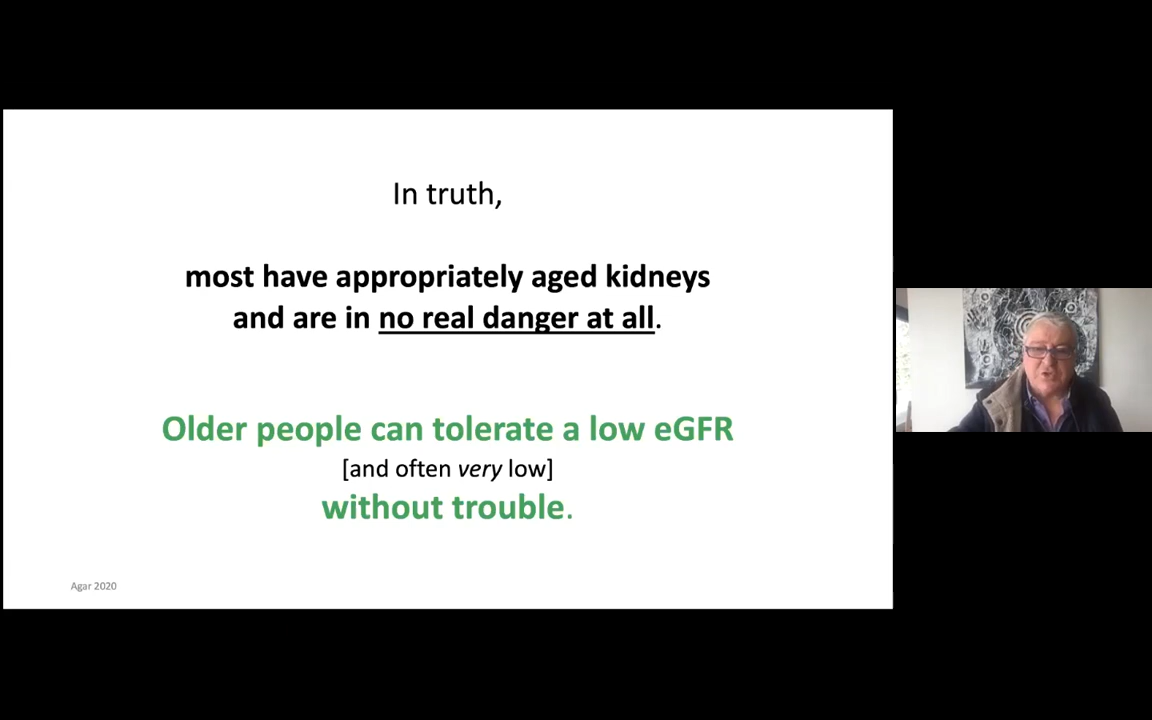 In truth,
most have appropriately aged kidneys
and are in no real danger at all.
Older people can tolerate a low eGFR
[and often very low]
without trouble.
Agar 2020